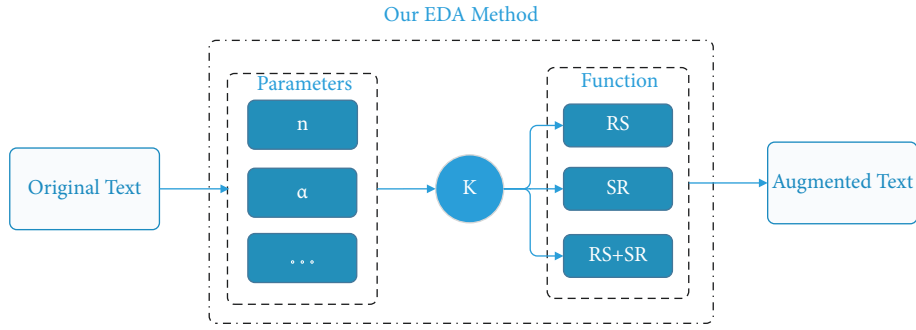 Our EDA Method
Parameters
Function
n
RS
Original Text
α
K
SR
Augmented Text
∘∘∘
RS+SR